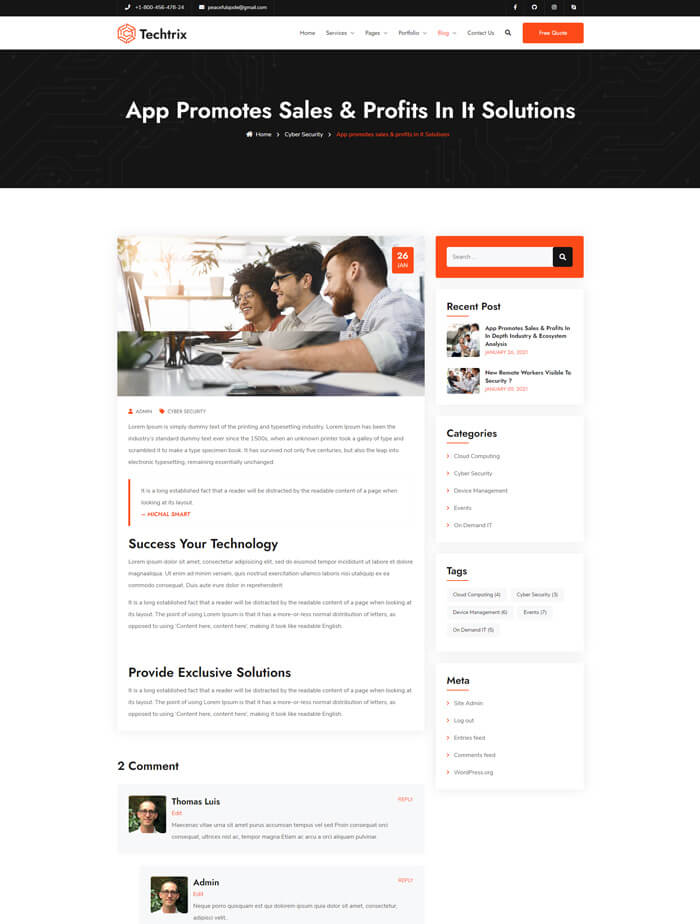 +1-800-456-478-24 peacefulqode@gmail.com
Techtrix Home Services Pages Portfolio Blog Contact Us Free Quote
App Promotes Sales & Profits In It Solutions
Home Cyber Security App promotes sales & profits in It Solutions
26
JAN
ADMIN CYBER SECURITY
Lorem Ipsum is simply dummy text of the printing and typesetting industry. Lorem Ipsum has been the
industry's standard dummy text ever since the 1500s, when an unknown printer took a galley of type and
scrambled it to make a type specimen book. It has survived not only five centuries, but also the leap into
electronic typesetting, remaining essentially unchanged.
It is a long established fact that a reader will be distracted by the readable content of a page when
looking at its layout.
– MICHAL SMART
Success Your Technology
Lorem ipsum dolor sit amet, consectetur adipisicing elit, sed do eiusmod tempor incididunt ut labore et dolore
magnaaliqua. Ut enim ad minim veniam, quis nostrud exercitation ullamco laboris nisi utaliquip ex ea
commodo consequat. Duis aute irure dolor in reprehenderit
It is a long established fact that a reader will be distracted by the readable content of a page when looking at
its layout. The point of using Lorem Ipsum is that it has a more-or-less normal distribution of letters, as
opposed to using 'Content here, content here', making it look like readable English.
Provide Exclusive Solutions
It is a long established fact that a reader will be distracted by the readable content of a page when looking at
its layout. The point of using Lorem Ipsum is that it has a more-or-less normal distribution of letters, as
opposed to using 'Content here, content here', making it look like readable English.
2 Comment
Thomas Luis REPLY
Edit
Maecenas vitae urna sit amet purus accumsan tempus vel sed Proin consequat orci
consequat, ultrices nisl ac, tempor magna Etiam ac arcu a orci aliquam pulvinar.
Admin REPLY
Edit
Neque porro quisquam est qui dolorem ipsum quia dolor sit amet, consectetur,
adipisci velit.
Search ...
Recent Post
App Promotes Sales & Profits In
In Depth Industry & Ecosystem
Analysis
JANUARY 26, 2021
New Remote Workers Visible To
Security ?
Categories
Cloud Computing
Cyber Security
Device Management
Events
On Demand IT
Tags
Cloud Computing (4) Cyber Security (3)
Device Management (6) Events (7)
On Demand IT (5)
Meta
Site Admin
Log out
Entries feed
Comments feed
WordPress.org